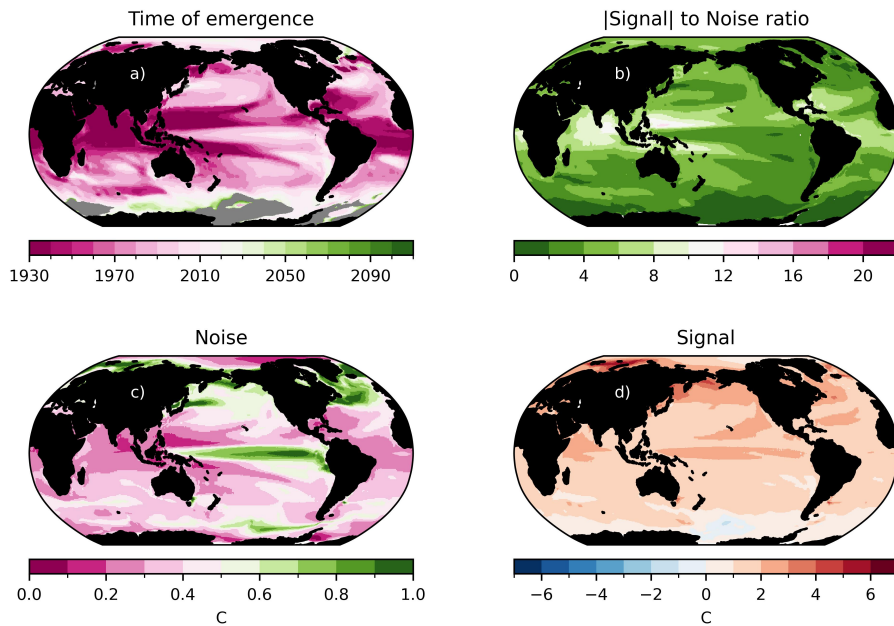 Time of emergence
a)
1930 1970 2010 2050 2090
|Signal| to Noise ratio
b)
0 4 8 12 16 20
Noise
c)
0.0 0.2 0.4 0.6 0.8 1.0
C
Signal
d)
−6 −4 −2 0 2 4 6
C